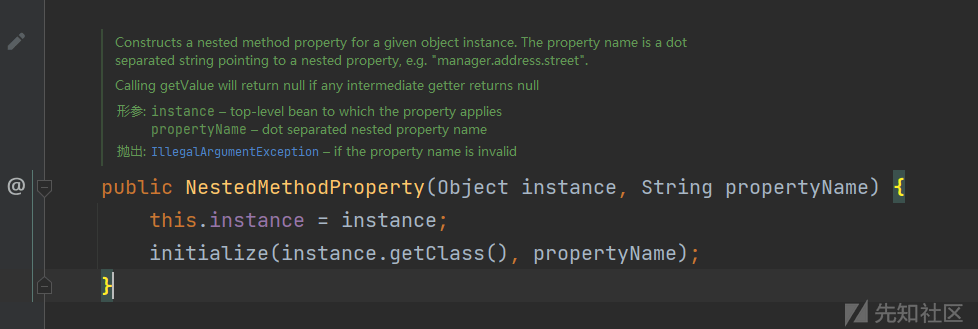 Constructs a nested method property for a given object instance. The property name is a dot
separated string pointing to a nested property, e.g. "manager.address.street".
Calling getValue will return null if any intermediate getter returns null
形参: instance – top-level bean to which the property applies
propertyName – dot separated nested property name
抛出: IllegalArgumentException – if the property name is invalid
@
public NestedMethodProperty(Object instance, String propertyName) {
this.instance = instance;
initialize(instance.getClass(), propertyName);
}
先知社区